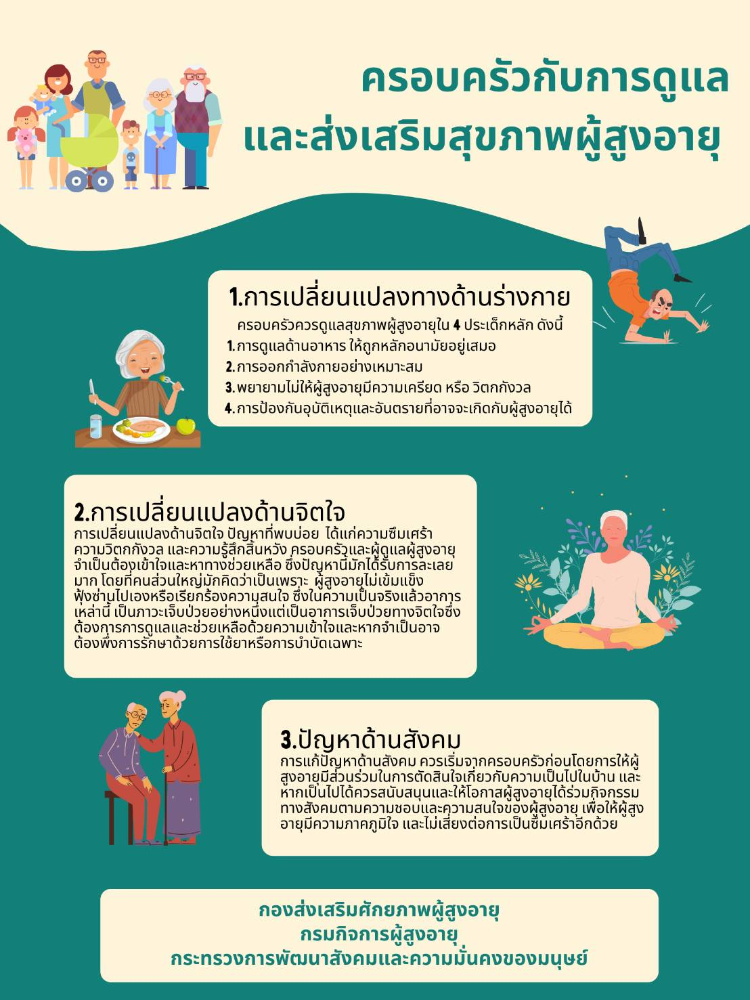 ครอบครัวกับการดูแล
และส่งเสริมสุขภาพผู้สูงอายุ
1.การเปลี่ยนแปลงทางด้านร่างกาย
ครอบครัวควรดูแลสุขภาพผู้สูงอายุใน 4 ประเด็กหลัก ดังนี้
1. การดูแลด้านอาหาร ให้ถูกหลักอนามัยอยู่เสมอ
2. การออกกำลังกายอย่างเหมาะสม
3. พยายามไม่ให้ผู้สูงอายุมีความเครียด หรือ วิตกกังวล
4. การป้องกันอุบัติเหตุและอันตรายที่อาจจะเกิดกับผู้สูงอายุได้
2.การเปลี่ยนแปลงด้านจิตใจ
การเปลี่ยนแปลงด้านจิตใจ ปัญหาที่พบบ่อย ได้แก่ความซึมเศร้า
ความวิตกกังวล และความรู้สึกสิ้นหวัง ครอบครัวและผู้ดูแลผู้สูงอายุ
จำเป็นต้องเข้าใจและหาทางช่วยเหลือ ซึ่งปัญหานี้มักได้รับการละเลย
มาก โดยที่คนส่วนใหญ่มักคิดว่าเป็นเพราะ ผู้สูงอายุไม่เข้มแข็ง
ฟุ้งซ่านไปเองหรือเรียกร้องความสนใจ ซึ่งในความเป็นจริงแล้วอาการ
เหล่านี้ เป็นภาวะเจ็บป่วยอย่างหนึ่งแต่เป็นอาการเจ็บป่วยทางจิตใจซึ่ง
ต้องการการดูแลและช่วยเหลือด้วยความเข้าใจและหากจำเป็นอาจ
ต้องพึ่งการรักษาด้วยการใช้ยาหรือการบำบัดเฉพาะ
3.ปัญหาด้านสังคม
การแก้ปัญหาด้านสังคม ควรเริ่มจากครอบครัวก่อนโดยการให้ผู้
สูงอายุมีส่วนร่วมในการตัดสินใจเกี่ยวกับความเป็นไปในบ้าน และ
หากเป็นไปได้ควรสนับสนุนและให้โอกาสผู้สูงอายุได้ร่วมกิจกรรม
ทางสังคมตามความชอบและความสนใจของผู้สูงอายุ เพื่อให้ผู้สูง
อายุมีความภาคภูมิใจ และไม่เสี่ยงต่อการเป็นซึมเศร้าอีกด้วย
กองส่งเสริมศักยภาพผู้สูงอายุ
กรมกิจการผู้สูงอายุ
กระทรวงการพัฒนาสังคมและความมั่นคงของมนุษย์